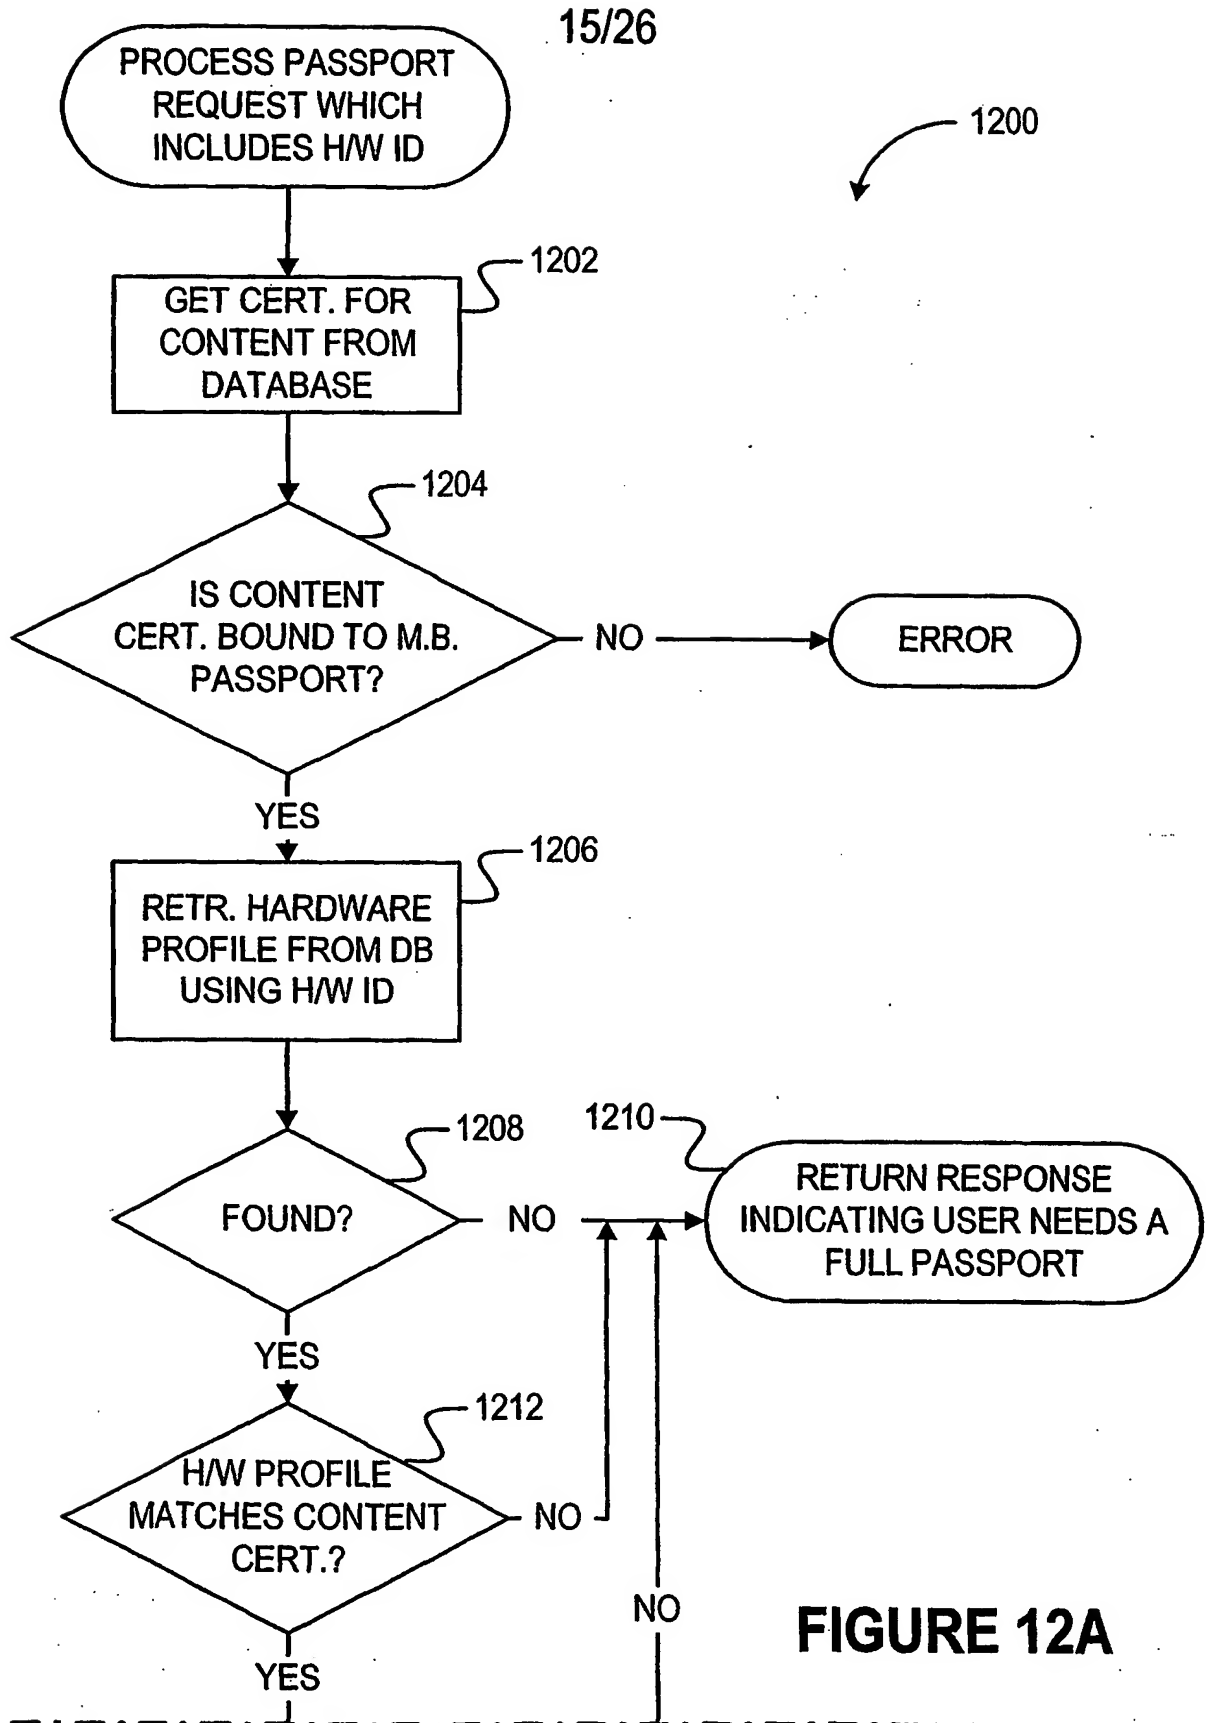 15/26
PROCESS PASSPORT
REQUEST WHICH
INCLUDES H/W ID
1200
1202
GET CERT. FOR
CONTENT FROM
DATABASE
1204
IS CONTENT
CERT. BOUND TO M.B.
PASSPORT?
NO
ERROR
YES
1206
RETR. HARDWARE
PROFILE FROM DB
USING H/W ID
1208
1210
FOUND?
NO
RETURN RESPONSE
INDICATING USER NEEDS A
FULL PASSPORT
YES
1212
H/W PROFILE
MATCHES CONTENT
CERT.?
NO
NO
FIGURE 12A
YES